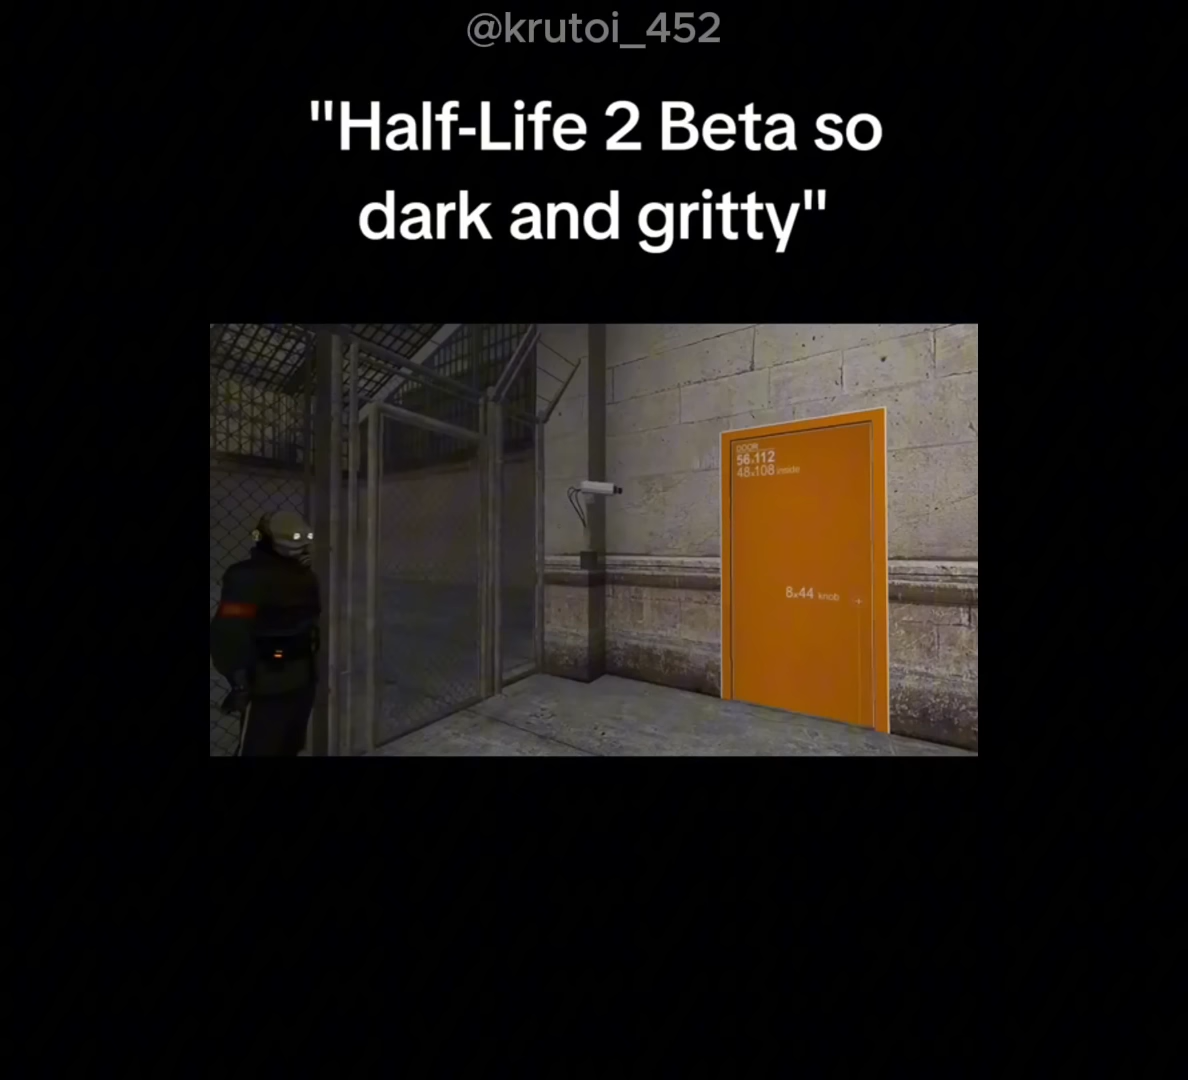 @krutoi_452
"Half-Life 2 Beta so
dark and gritty"
DOOR
56x112
48x108 inside
8x44 knob